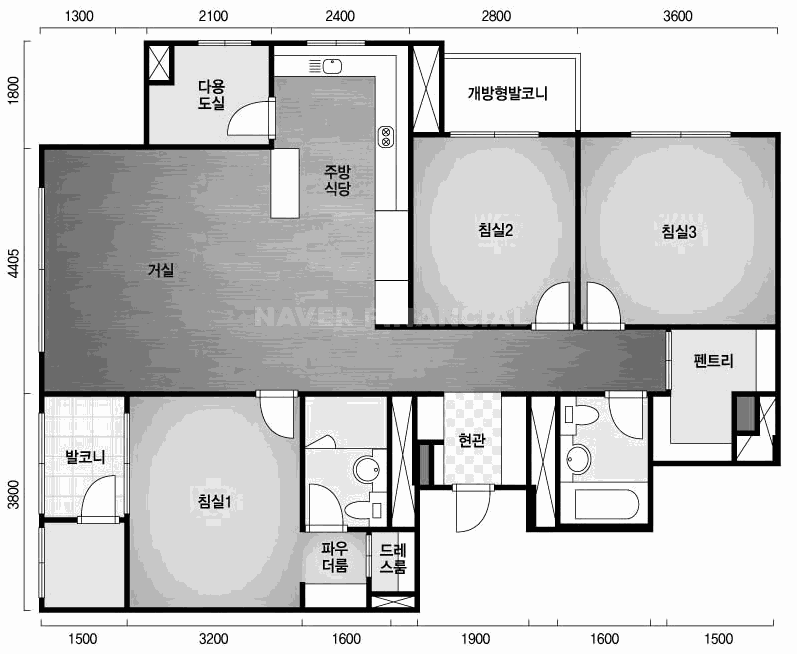 1300
2100
2400
2800
3600
1800
4405
3800
다용
도실
개방형발코니
주방
식당
침실2
침실3
거실
NAVER FINANCIAL
펜트리
현관
발코니
침실1
파우
더룸
드레
스룸
1500
3200
1600
1900
1600
1500